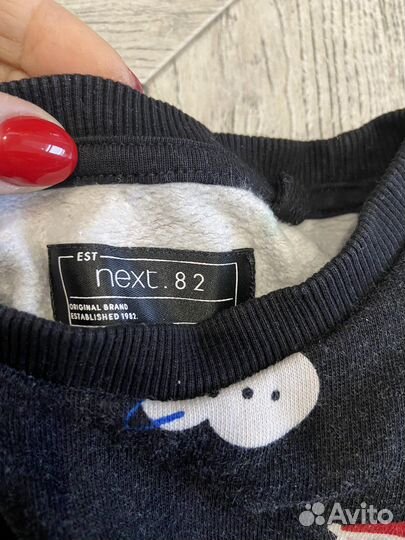 EST
next.82
ORIGINAL BRAND
ESTABLISHED 1982.
Avito